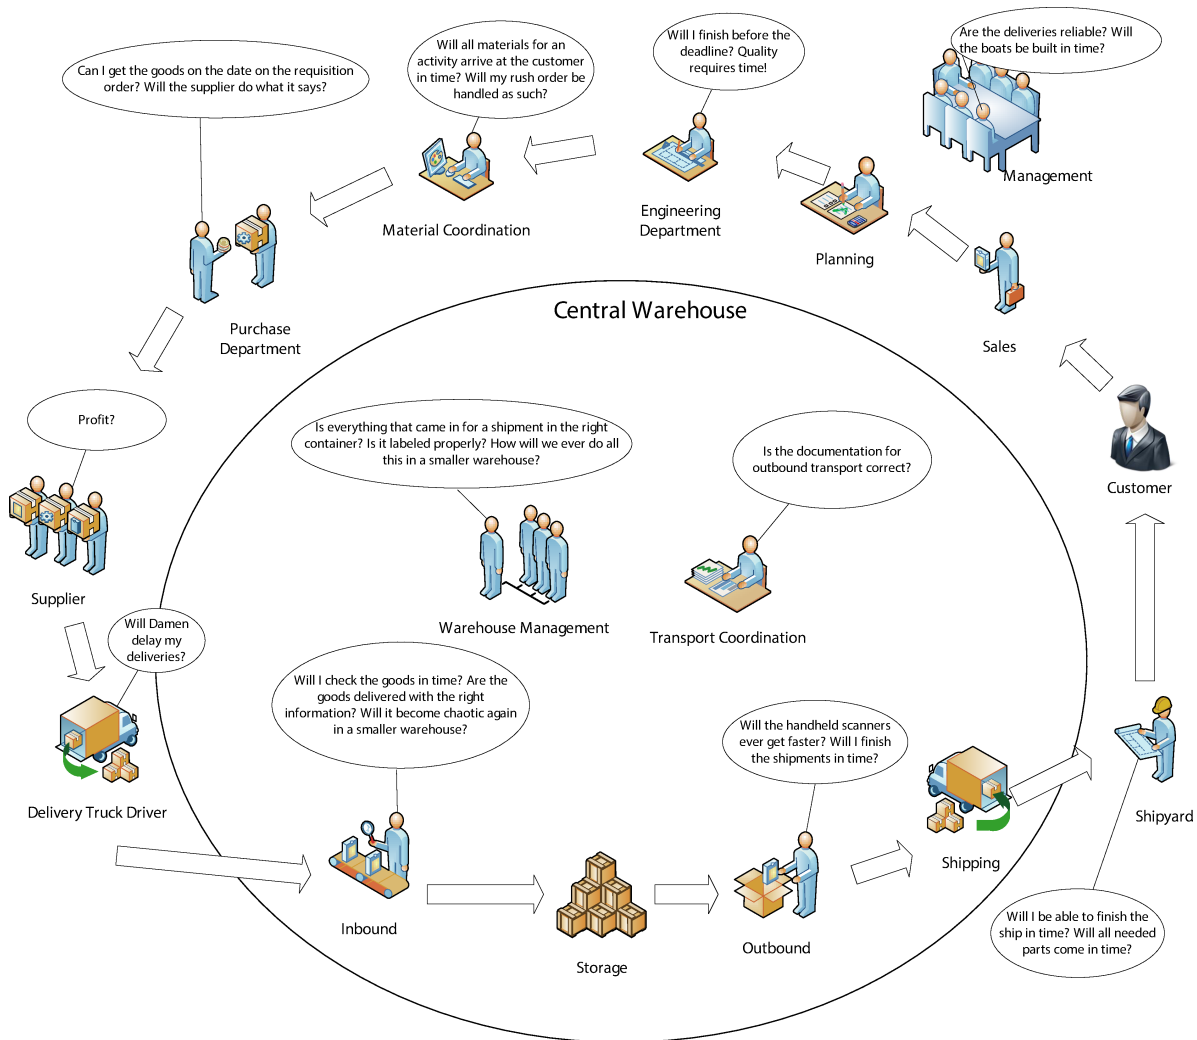 Are the deliveries reliable? Will
the boats be built in time?
Management
Will I finish before the
deadline? Quality
requires time!
Engineering
Department
Will all materials for an
activity arrive at the customer
in time? Will my rush order be
handled as such?
Material Coordination
Can I get the goods on the date on the requisition
order? Will the supplier do what it says?
Purchase
Department
Planning
Sales
Customer
Central Warehouse
Profit?
Supplier
Is everything that came in for a shipment in the right
container? Is it labeled properly? How will we ever do all
this in a smaller warehouse?
Warehouse Management
Is the documentation for
outbound transport correct?
Transport Coordination
Will Damen
delay my
deliveries?
Delivery Truck Driver
Will I check the goods in time? Are the
goods delivered with the right
information? Will it become chaotic again
in a smaller warehouse?
Inbound
Storage
Will the handheld scanners
ever get faster? Will I finish
the shipments in time?
Outbound
Shipping
Shipyard
Will I be able to finish the
ship in time? Will all needed
parts come in time?